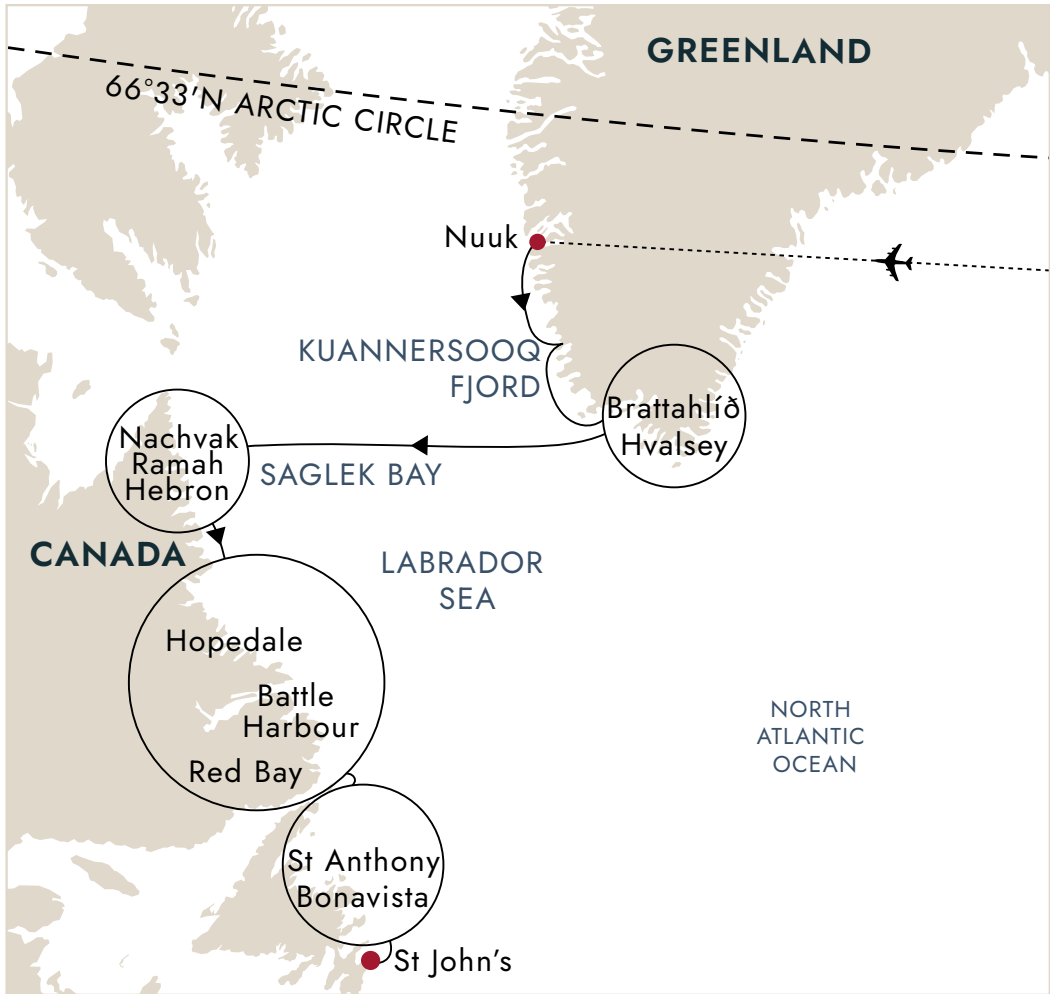 GREENLAND
66°33'N ARCTIC CIRCLE
Nuuk
KUANNERSOOQ
FJORD
Brattahlíð
Hvalsey
Nachvak
Ramah
Hebron
SAGLEK BAY
CANADA
LABRADOR
SEA
Hopedale
Battle
Harbour
Red Bay
NORTH
ATLANTIC
OCEAN
St Anthony
Bonavista
St John’s